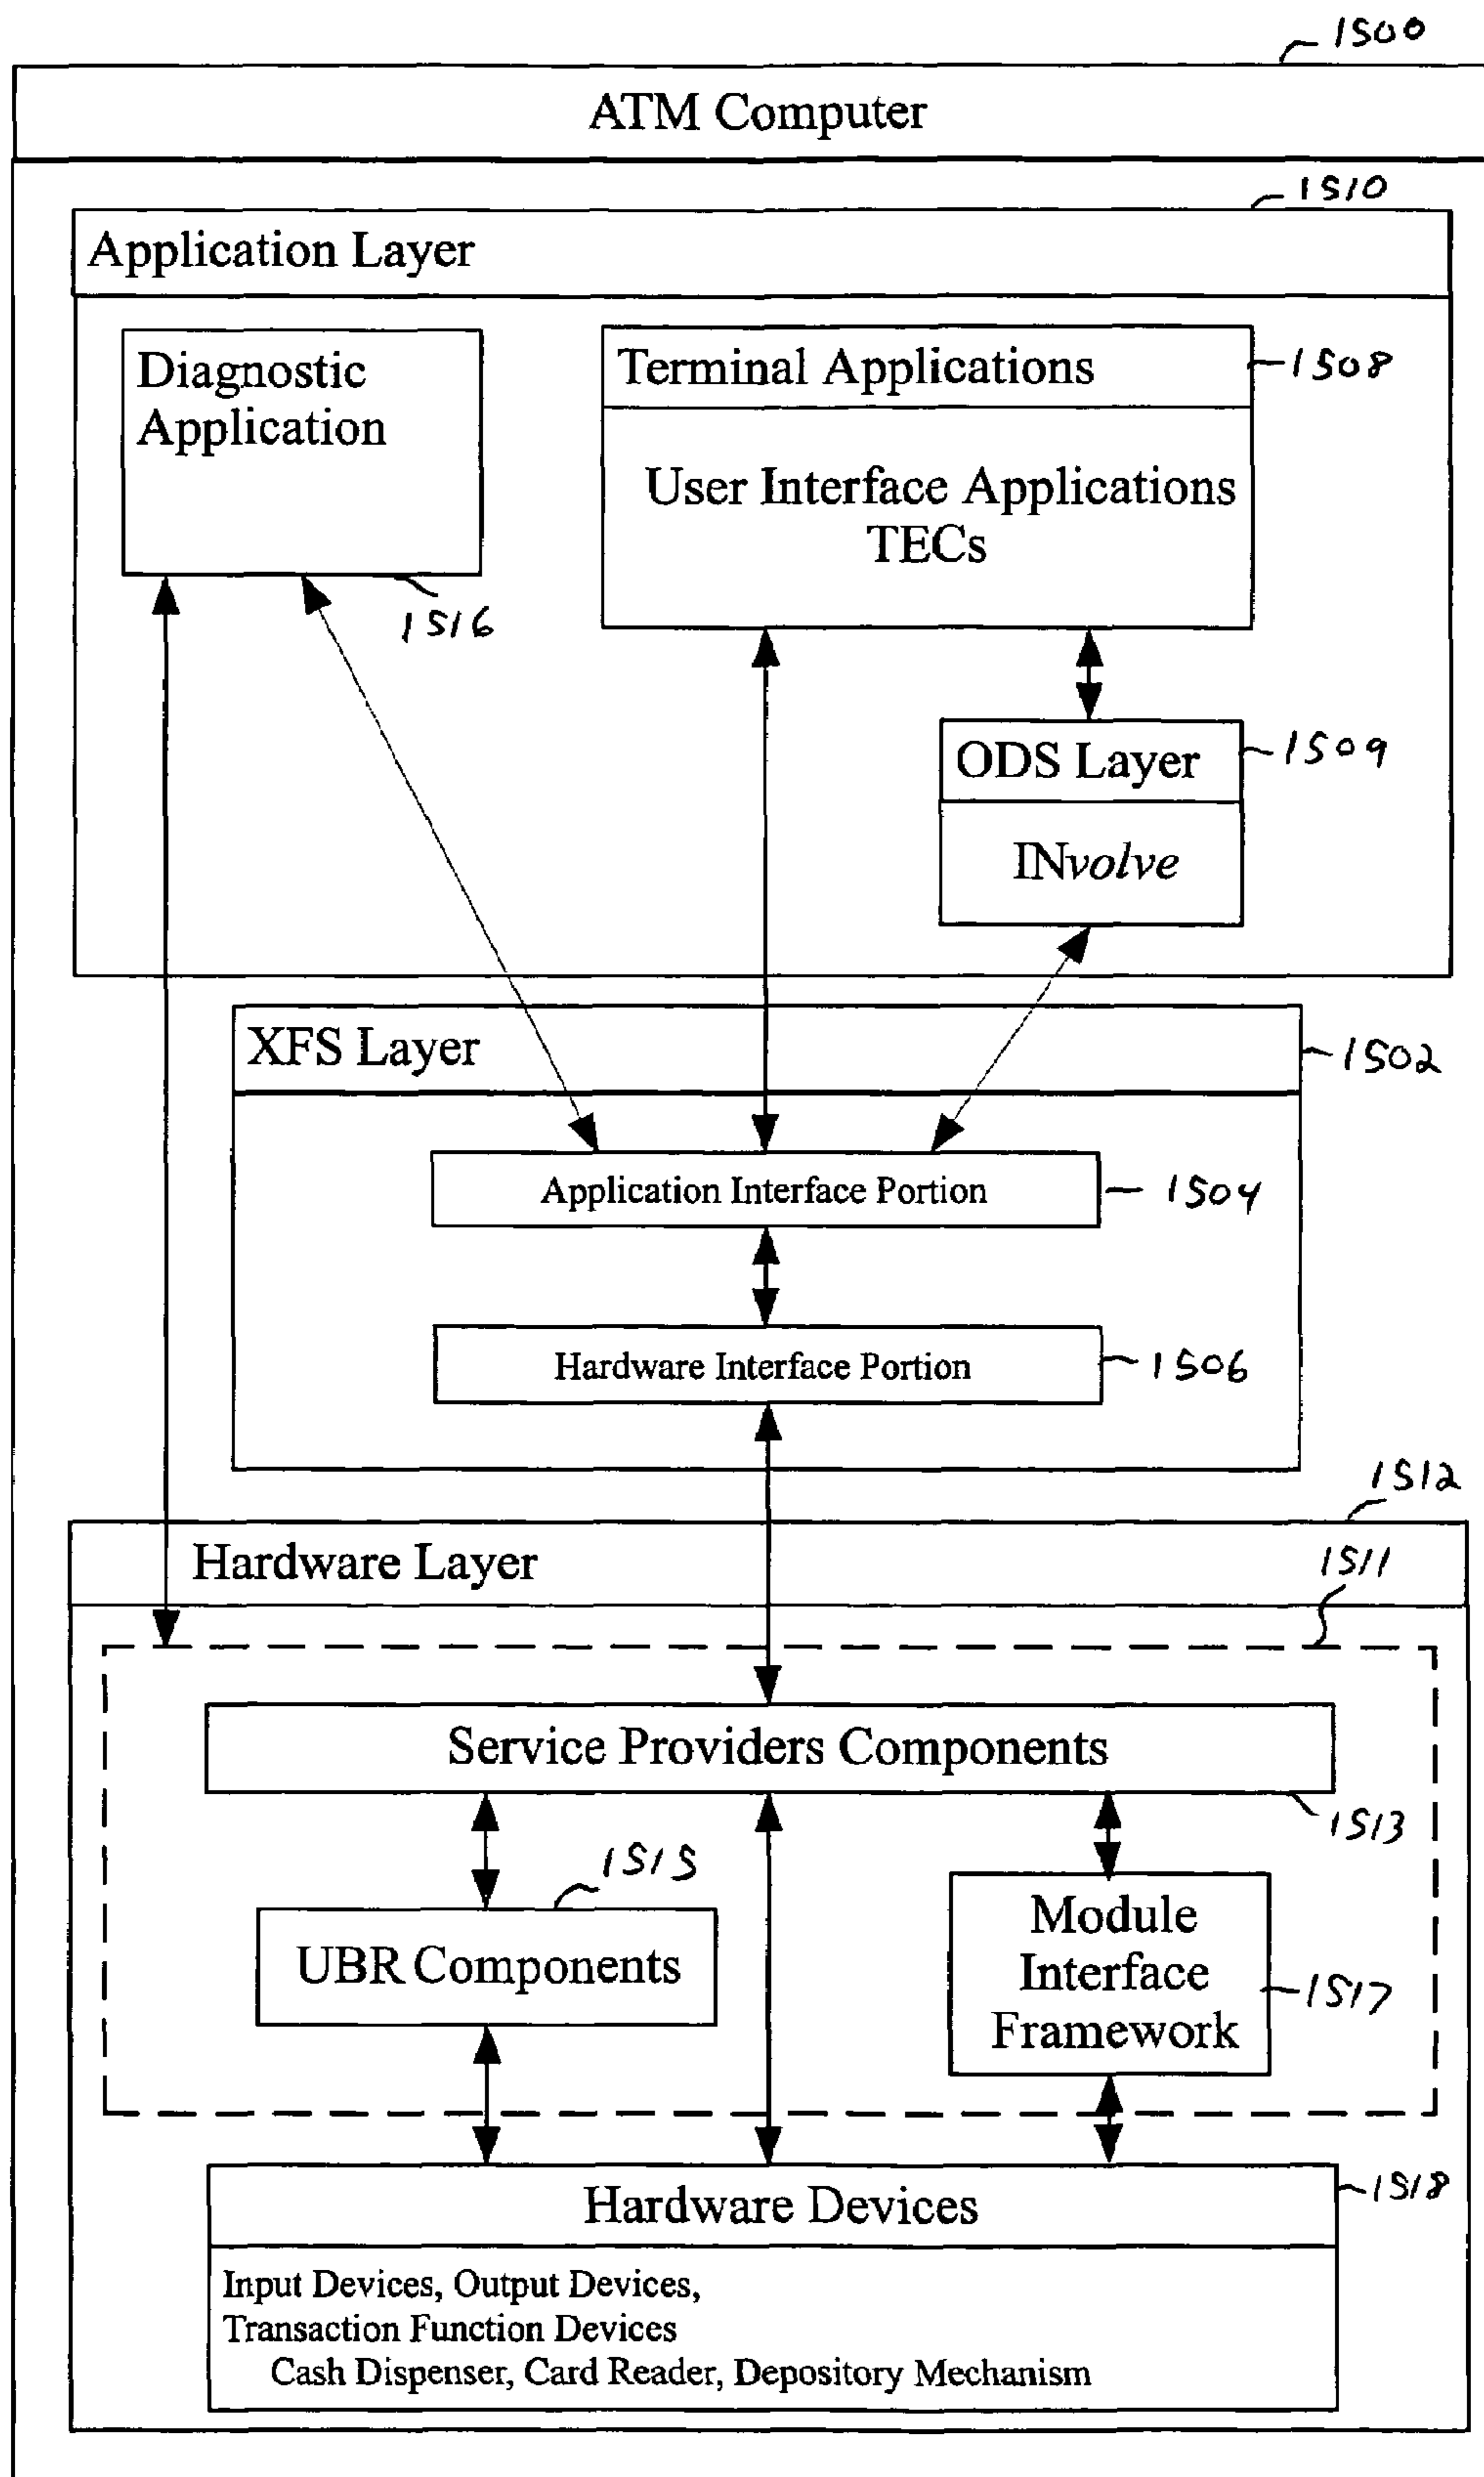 1500
ATM Computer
1510
Application Layer
Diagnostic
Application
1516
Terminal Applications
1508
User Interface Applications
TECs
ODS Layer
1509
INvolve
XFS Layer
1502
Application Interface Portion
1504
Hardware Interface Portion
1506
1512
Hardware Layer
1511
Service Providers Components
1513
1515
UBR Components
Module
Interface
Framework
1517
Hardware Devices
1518
Input Devices, Output Devices,
Transaction Function Devices
Cash Dispenser, Card Reader, Depository Mechanism